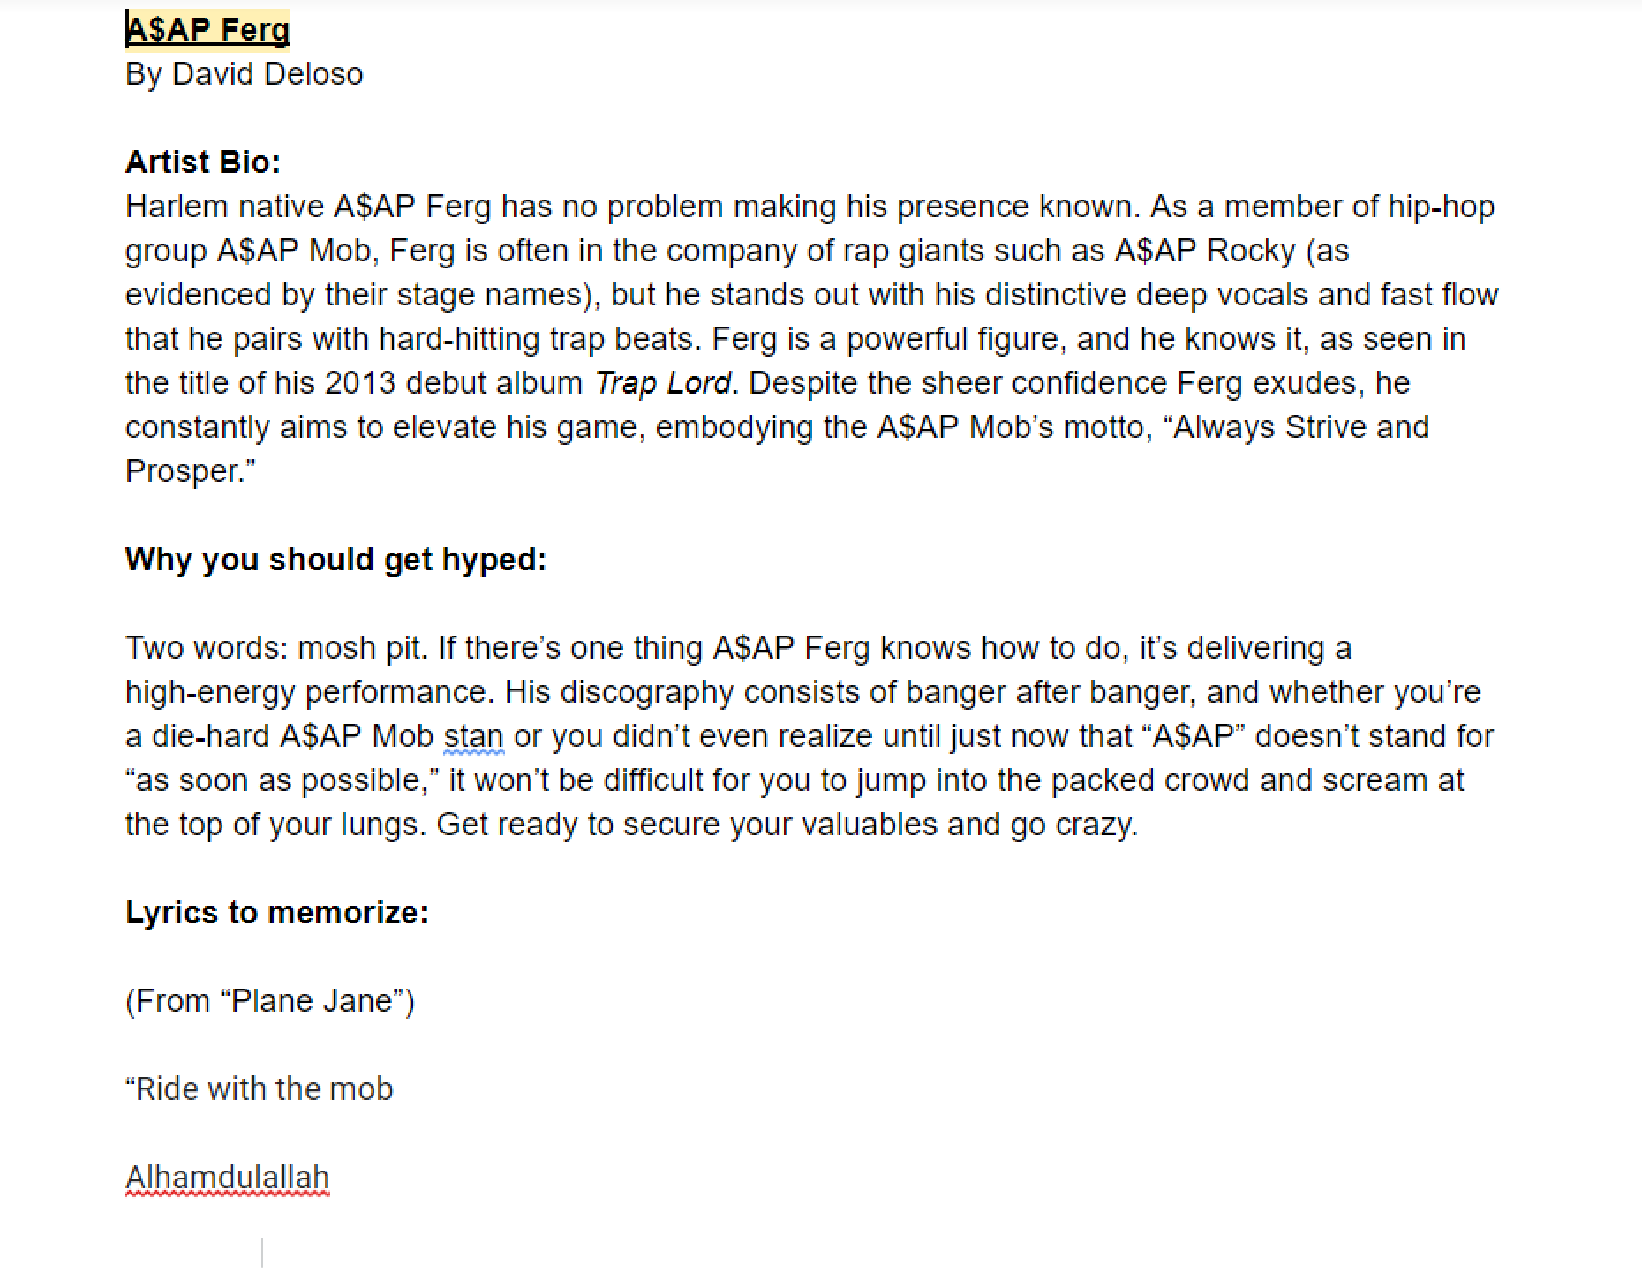 A$AP Ferg
By David Deloso
Artist Bio:
Harlem native A$AP Ferg has no problem making his presence known. As a member of hip-hop
group A$AP Mob, Ferg is often in the company of rap giants such as A$AP Rocky (as
evidenced by their stage names), but he stands out with his distinctive deep vocals and fast flow
that he pairs with hard-hitting trap beats. Ferg is a powerful figure, and he knows it, as seen in
the title of his 2013 debut album Trap Lord. Despite the sheer confidence Ferg exudes, he
constantly aims to elevate his game, embodying the A$AP Mob’s motto, “Always Strive and
Prosper.”
Why you should get hyped:
Two words: mosh pit. If there’s one thing A$AP Ferg knows how to do, it’s delivering a
high-energy performance. His discography consists of banger after banger, and whether you’re
a die-hard A$AP Mob stan or you didn’t even realize until just now that “A$AP” doesn’t stand for
“as soon as possible,” it won’t be difficult for you to jump into the packed crowd and scream at
the top of your lungs. Get ready to secure your valuables and go crazy.
Lyrics to memorize:
(From “Plane Jane”)
“Ride with the mob
Alhamdulallah